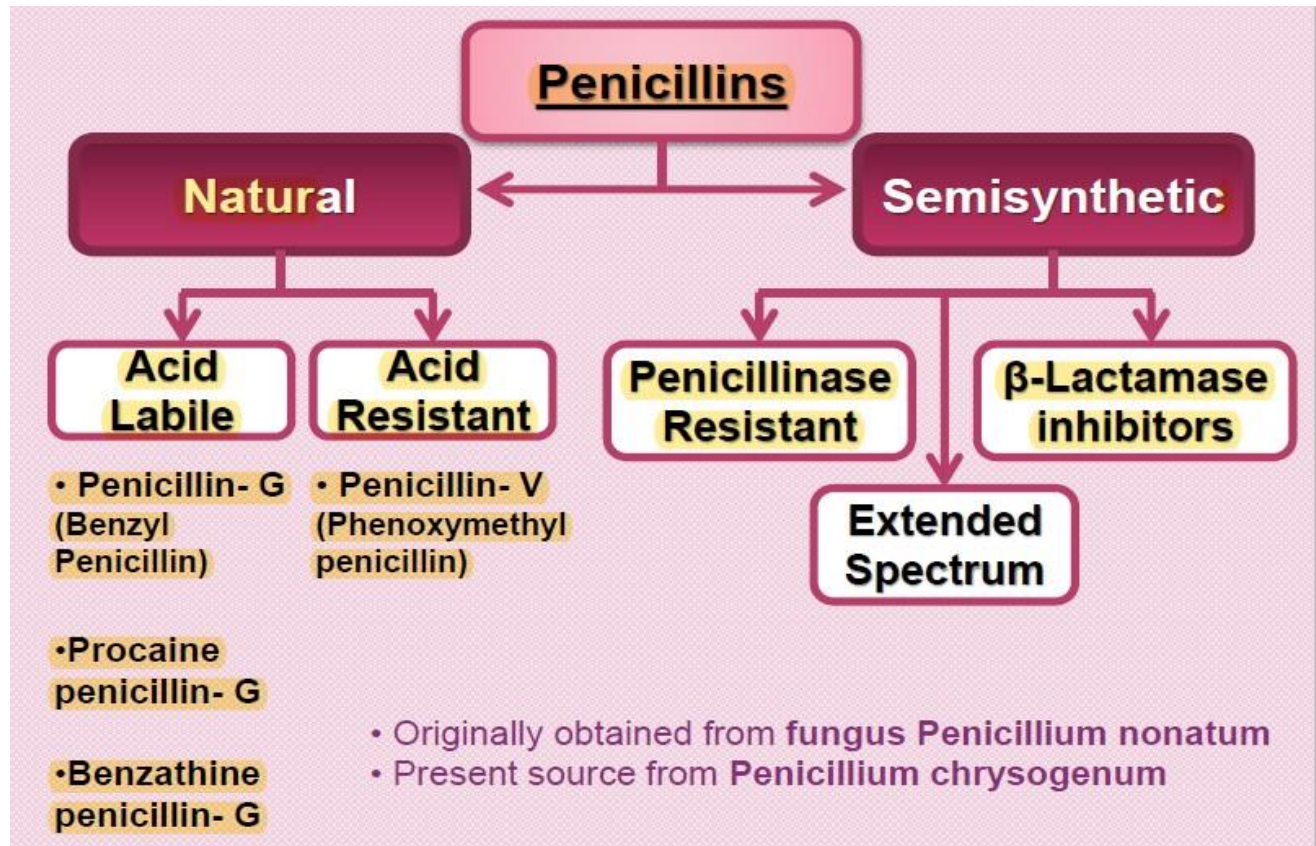 Penicillins
Natural
Semisynthetic
Acid
Labile
Acid
Resistant
Penicillinase
Resistant
β-Lactamase
inhibitors
Extended
Spectrum
• Penicillin- G
(Benzyl
Penicillin)
• Penicillin- V
(Phenoxymethyl
penicillin)
•Procaine
penicillin- G
•Benzathine
penicillin- G
• Originally obtained from fungus Penicillium nonatum
• Present source from Penicillium chrysogenum